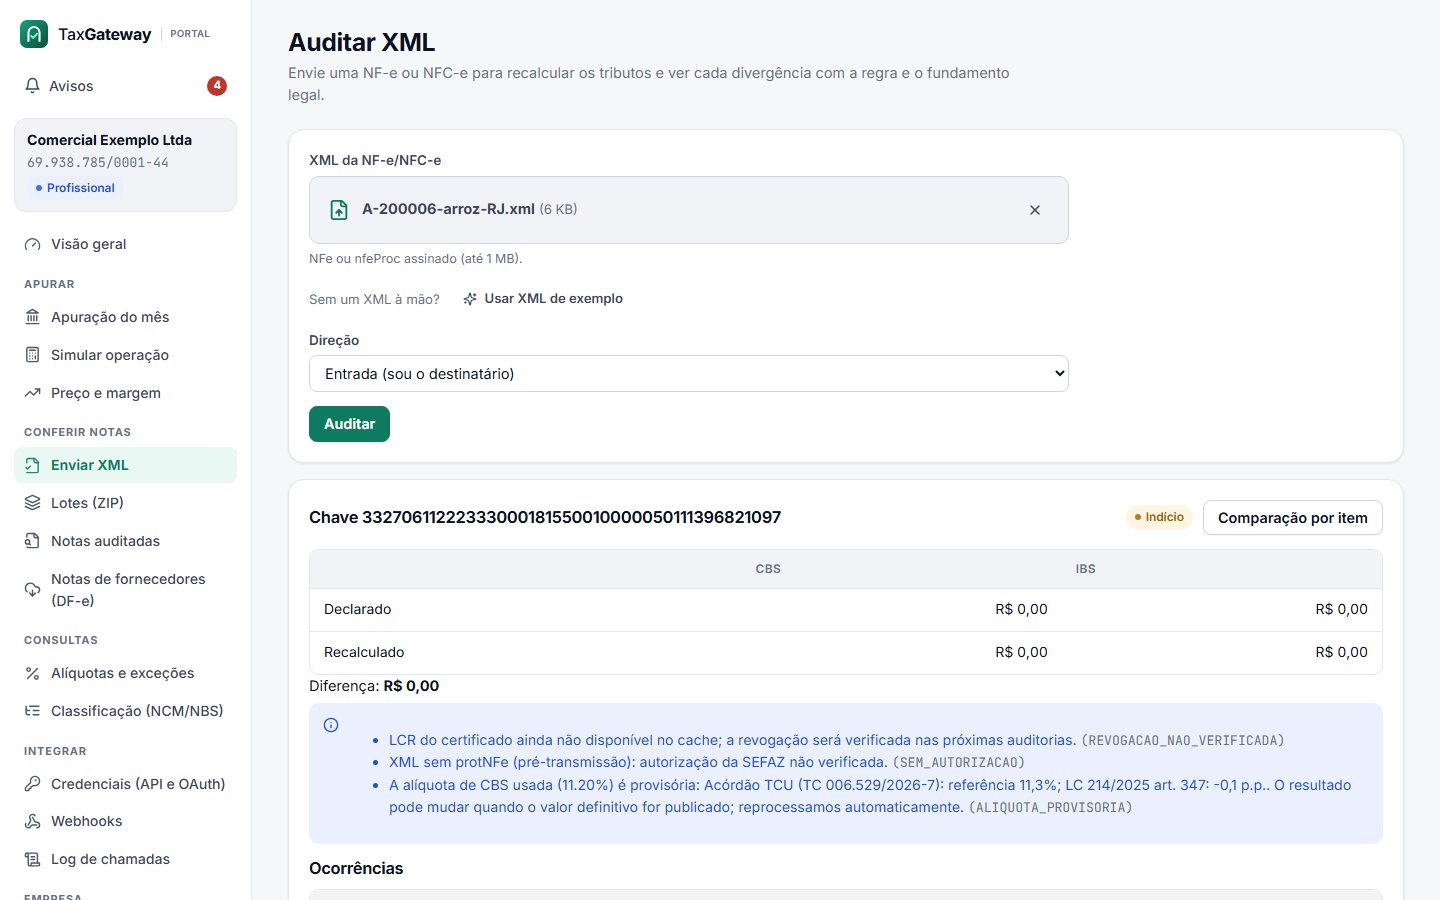 TaxGateway PORTAL
Avisos 4
Comercial Exemplo Ltda
69.938.785/0001-44
Profissional
Visão geral
APURAR
Apuração do mês
Simular operação
Preço e margem
CONFERIR NOTAS
Enviar XML
Lotes (ZIP)
Notas auditadas
Notas de fornecedores
(DF-e)
CONSULTAS
Alíquotas e exceções
Classificação (NCM/NBS)
INTEGRAR
Credenciais (API e OAuth)
Webhooks
Log de chamadas
EMPRESA
Auditar XML
Envie uma NF-e ou NFC-e para recalcular os tributos e ver cada divergência com a regra e o fundamento
legal.
XML da NF-e/NFC-e
A-200006-arroz-RJ.xml (6 KB)
NFe ou nfeProc assinado (até 1 MB).
Sem um XML à mão? Usar XML de exemplo
Direção
Entrada (sou o destinatário)
Auditar
Chave 33270611222333000181550010000050111396821097
Indício
Comparação por item
CBS IBS
Declarado R$ 0,00 R$ 0,00
Recalculado R$ 0,00 R$ 0,00
Diferença: R$ 0,00
LCR do certificado ainda não disponível no cache; a revogação será verificada nas próximas auditorias. (REVOGACAO_NAO_VERIFICADA)
XML sem protNFe (pré-transmissão): autorização da SEFAZ não verificada. (SEM_AUTORIZACAO)
A alíquota de CBS usada (11.20%) é provisória: Acórdão TCU (TC 006.529/2026-7): referência 11,3%; LC 214/2025 art. 347: -0,1 p.p.. O resultado
pode mudar quando o valor definitivo for publicado; reprocessamos automaticamente. (ALIQUOTA_PROVISORIA)
Ocorrências